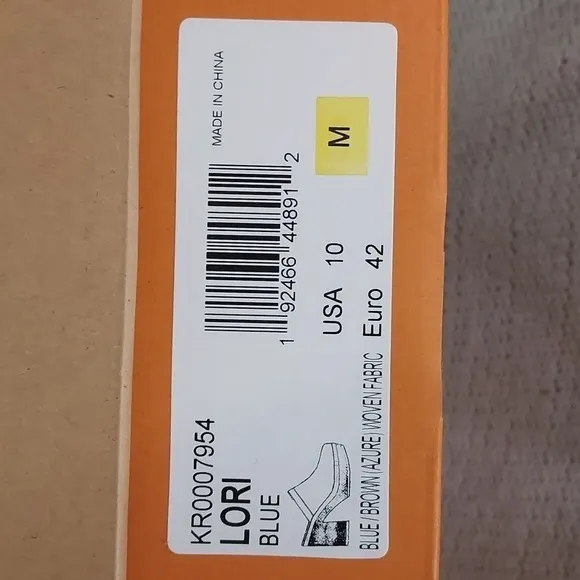 KR0007954
LORI
BLUE
MADE IN CHINA
1 92466 44891 2
M
USA 10
Euro 42
BLUE / BROWN / AZURE WOVEN FABRIC